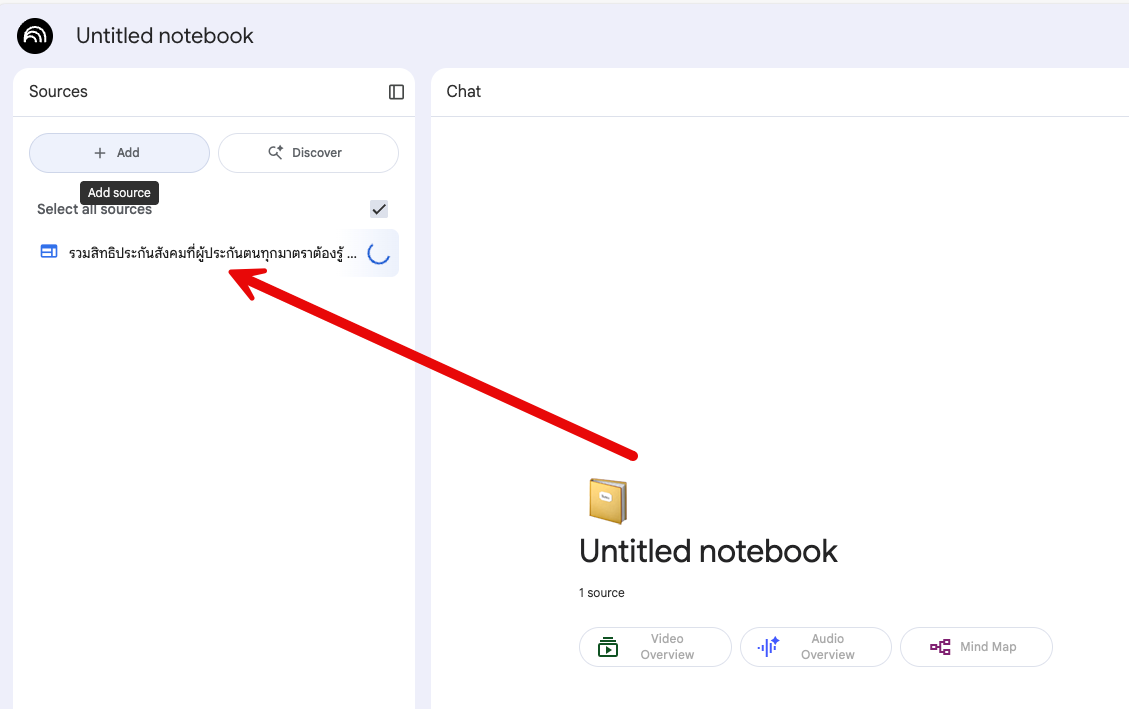 Untitled notebook
Sources
Chat
Add
Discover
Add source
Select all sources
รวมสิทธิประกันสังคมที่ผู้ประกันตนทุกมาตราต้องรู้ ...
Untitled notebook
1 source
Video
Overview
Audio
Overview
Mind Map